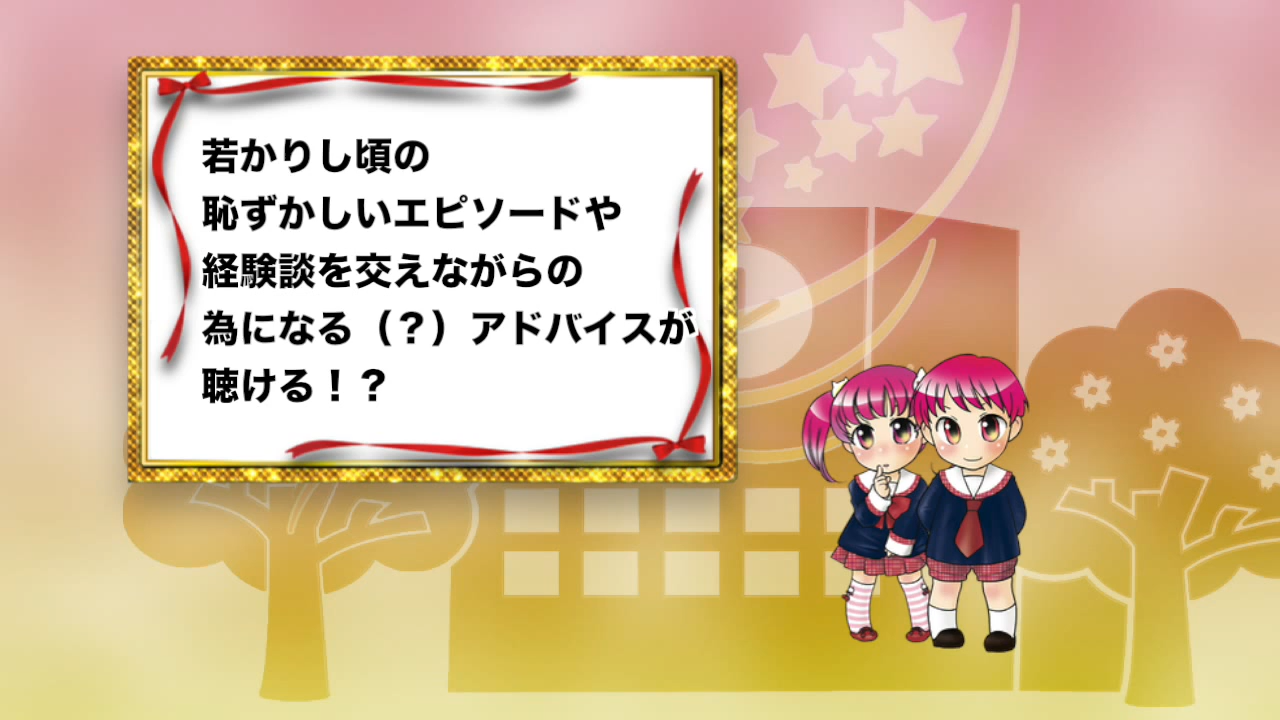 若かりし頃の
恥ずかしいエピソードや
経験談を交えながらの
為になる（？）アドバイスが
聴ける！？